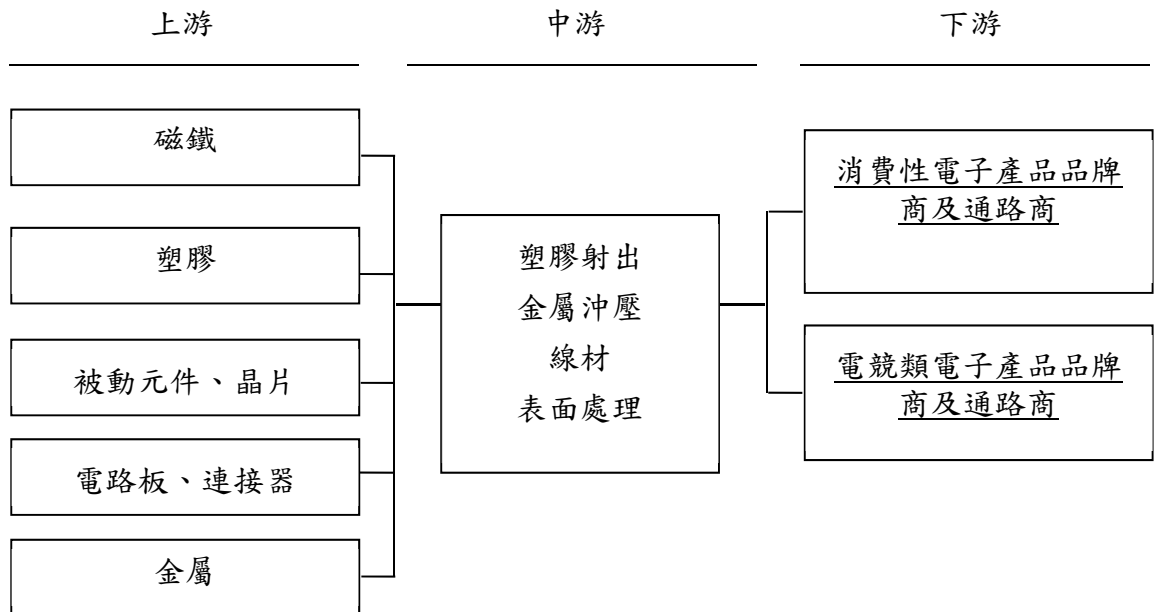 上游
中游
下游
磁鐵
塑膠
被動元件、晶片
電路板、連接器
金屬
塑膠射出
金屬沖壓
線材
表面處理
消費性電子產品品牌
商及通路商
電競類電子產品品牌
商及通路商